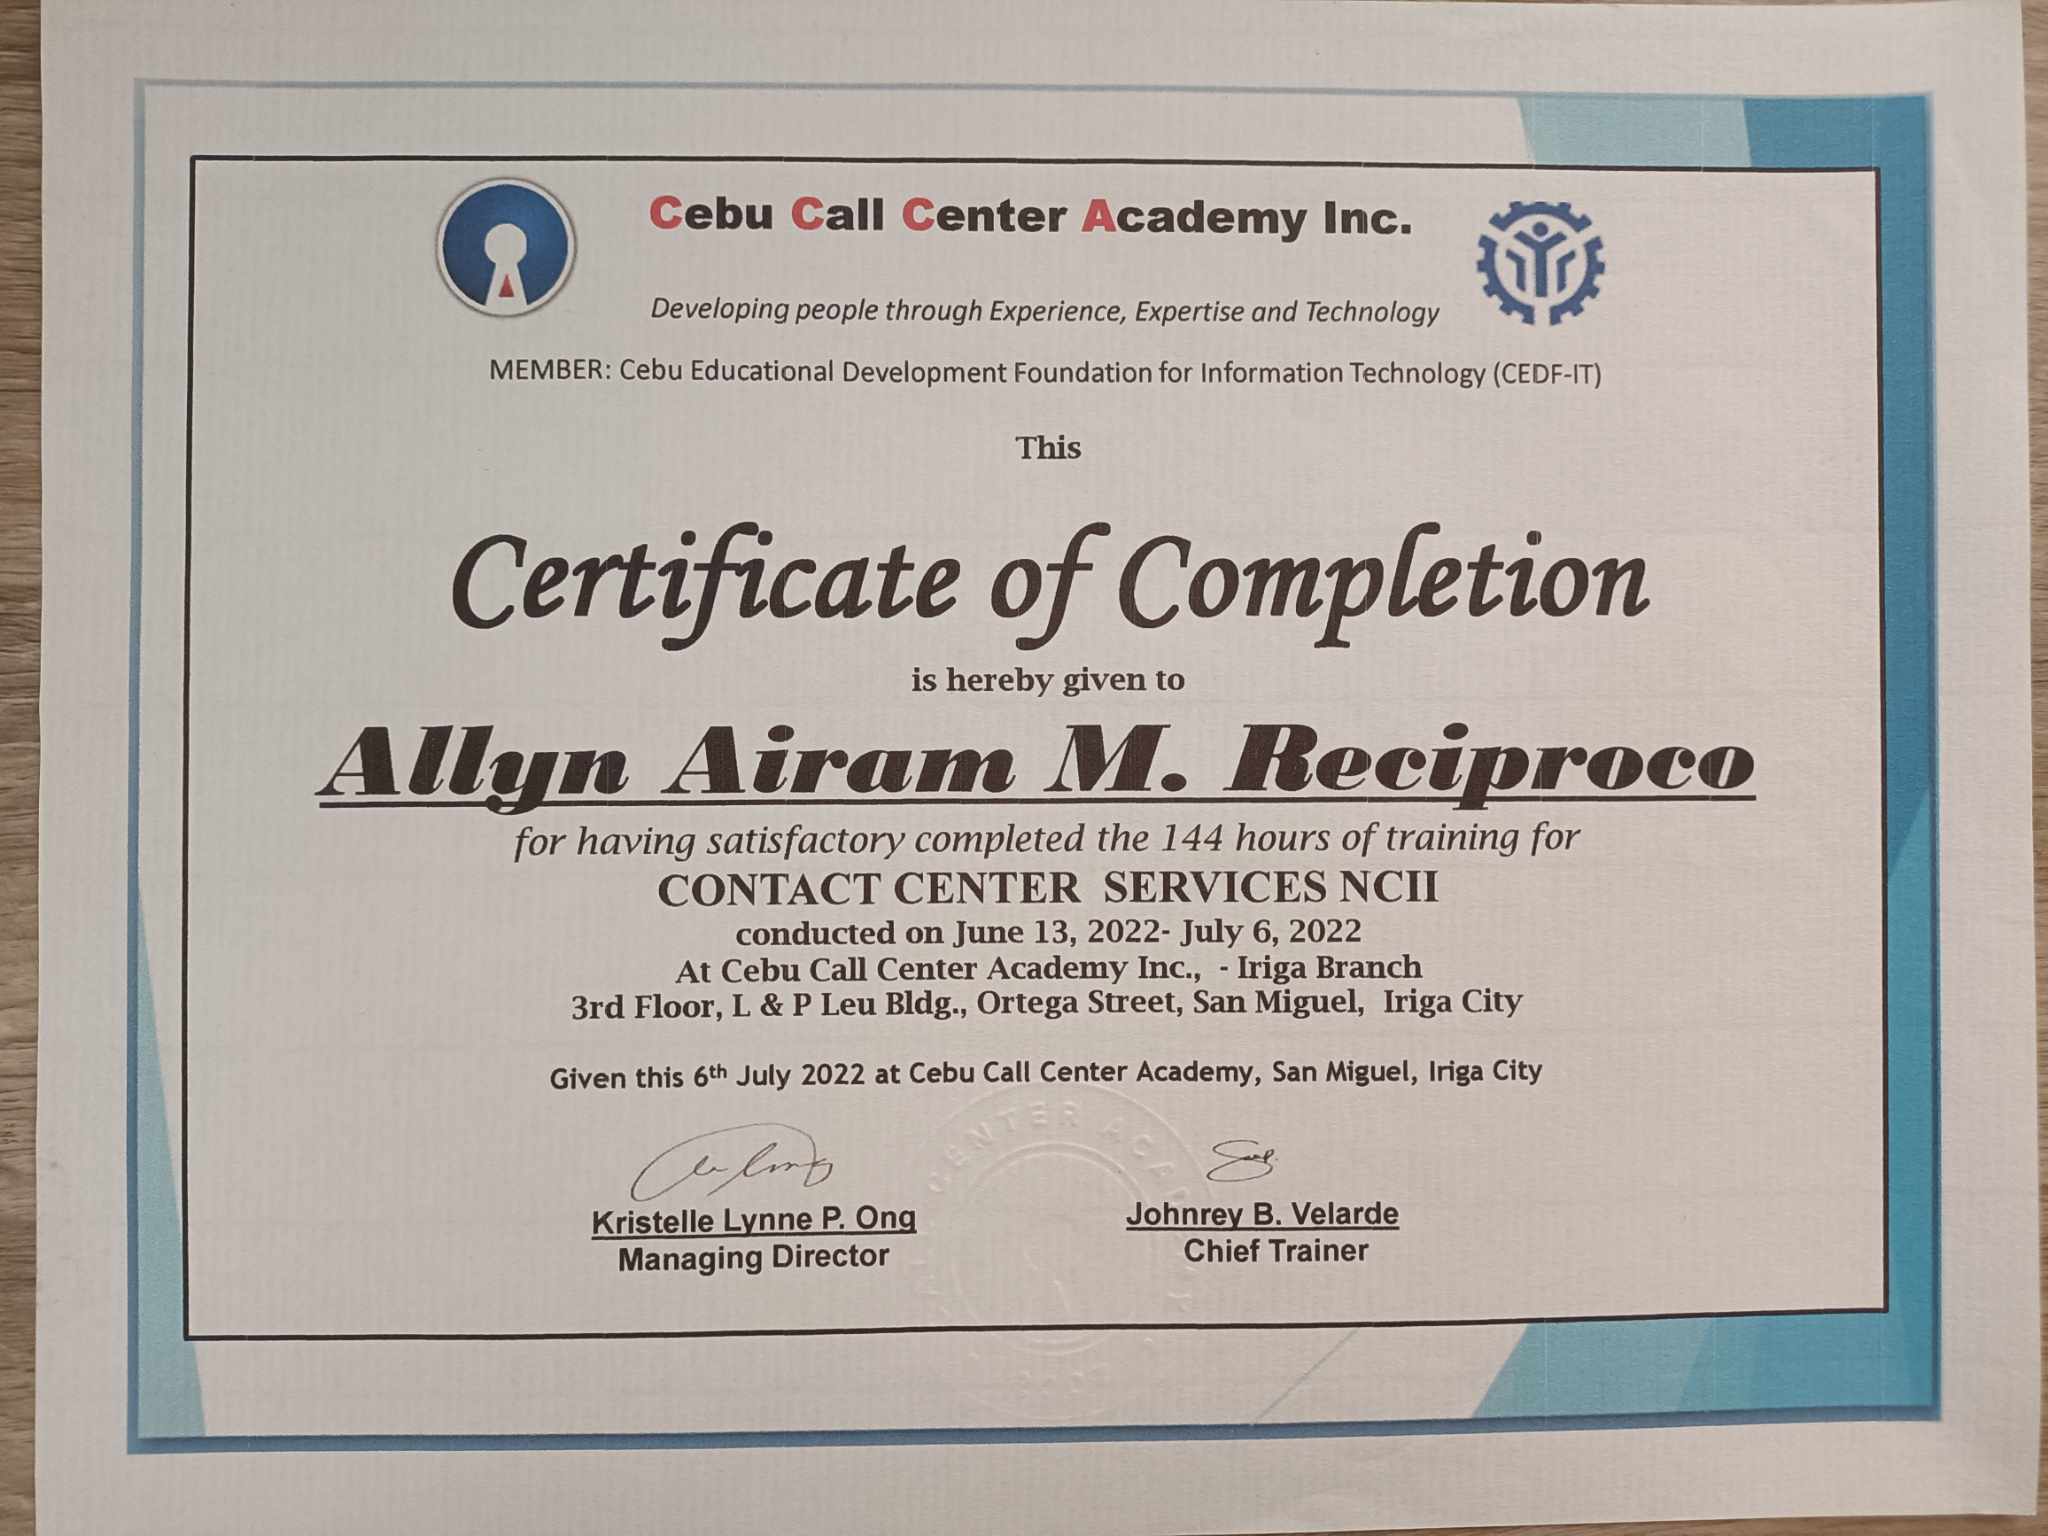 Cebu Call Center Academy Inc.
Developing people through Experience, Expertise and Technology
MEMBER: Cebu Educational Development Foundation for Information Technology (CEDF-IT)
This
Certificate of Completion
is hereby given to
Allyn Airam M. Reciproco
for having satisfactory completed the 144 hours of training for
CONTACT CENTER SERVICES NCII
conducted on June 13, 2022- July 6, 2022
At Cebu Call Center Academy Inc., - Iriga Branch
3rd Floor, L & P Leu Bldg., Ortega Street, San Miguel, Iriga City
Given this 6th July 2022 at Cebu Call Center Academy, San Miguel, Iriga City
CENTER ACAD
Kristelle Lynne P. Ong
Managing Director
Johnrey B. Velarde
Chief Trainer